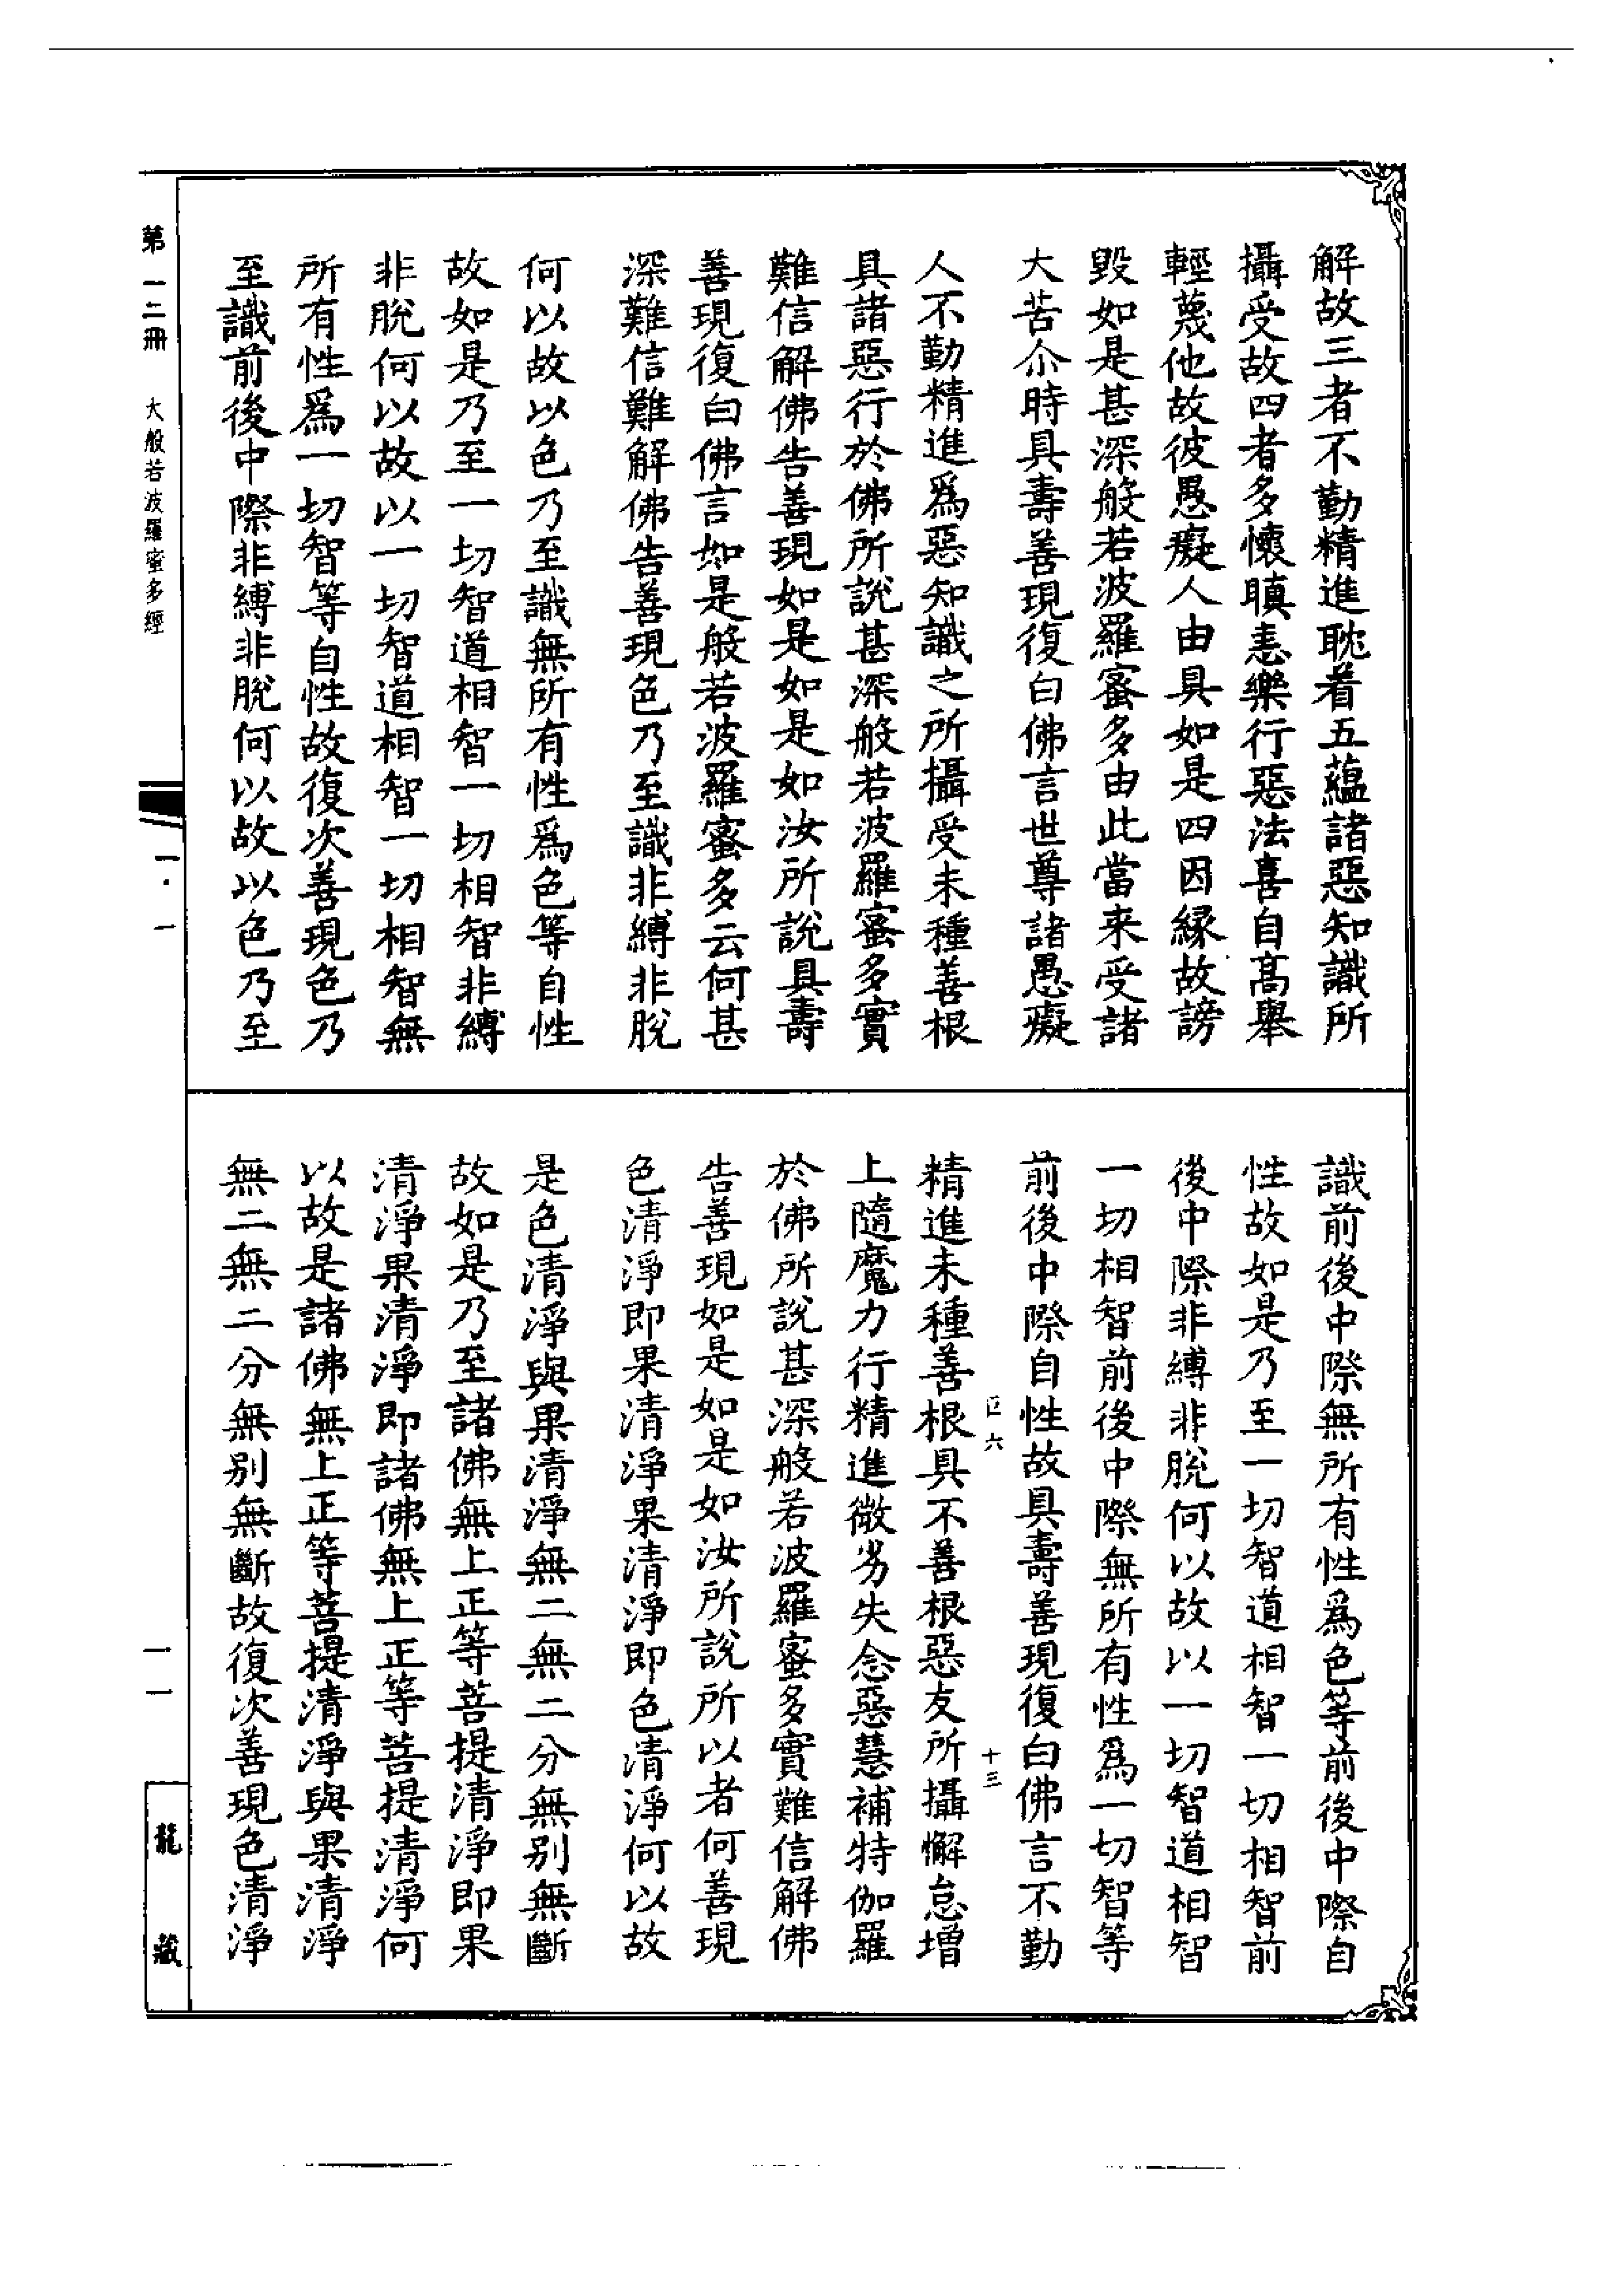 解故三者不勤精進耽着五蘊諸惡知識所
攝受故四者多懷瞋恚樂行惡法喜自高舉
輕蔑他故彼愚癡人由具如是四因緣故謗
毀如是甚深般若波羅蜜多由此當来受諸
大苦尒時具壽善現復白佛言世尊諸愚癡
人不勤精進爲惡知識之所攝受未種善根
具諸惡行於佛所說甚深般若波羅蜜多實
難信解佛告善現如是如是如汝所說具壽
善現復白佛言如是般若波羅蜜多云何甚
深難信難解佛告善現色乃至識非縛非脫
何以故以色乃至識無所有性爲色等自性
故如是乃至一切智道相智一切相智非縛
非脫何以故以一切智道相智一切相智無
所有性爲一切智等自性故復次善現色乃
至識前後中際非縛非脫何以故以色乃至
識前後中際無所有性爲色等前後中際自
性故如是乃至一切智道相智一切相智前
後中際非縛非脫何以故以一切智道相智
一切相智前後中際無所有性爲一切智等
前後中際自性故具壽善現復白佛言不勤
六 十三
精進未種善根具不善根惡友所攝懈怠增
上隨魔力行精進微劣失念惡慧補特伽羅
於佛所說甚深般若波羅蜜多實難信解佛
告善現如是如是如汝所說所以者何善現
色清淨即果清淨果清淨即色清淨何以故
是色清淨與果清淨無二無二分無别無斷
故如是乃至諸佛無上正等菩提清淨即果
清淨果清淨即諸佛無上正等菩提清淨何
以故是諸佛無上正等菩提清淨與果清淨
無二無二分無别無斷故復次善現色清淨
第一二冊 大般若波羅蜜多經
一·一
一一
龍藏